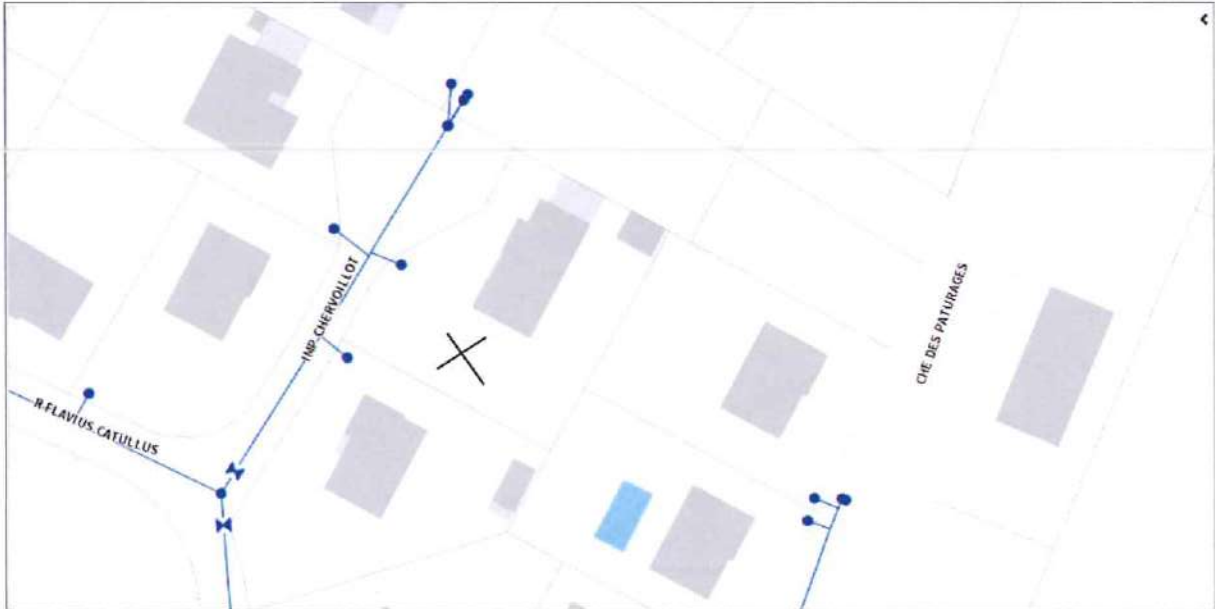 IMP CHERVOILLOT
CHE DES PATURAGES
R FLAVIUS CATULLUS